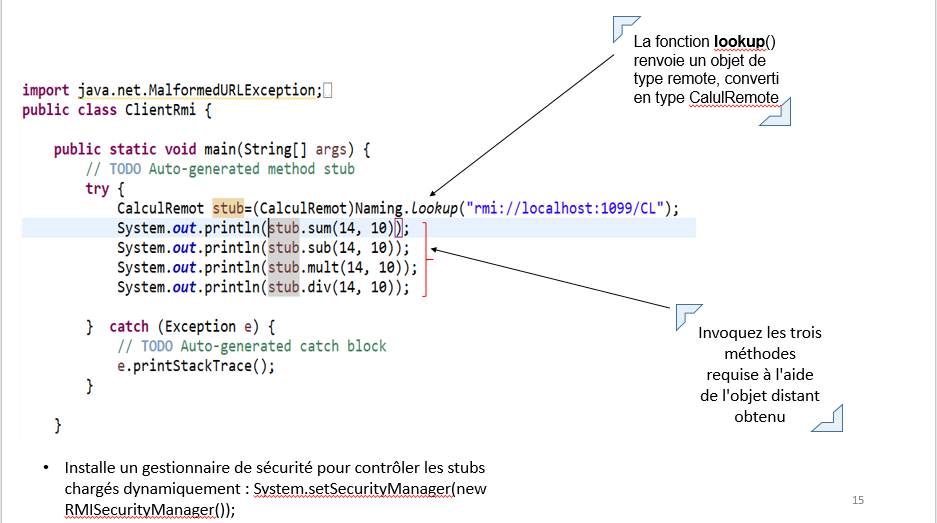 La fonction lookup()
renvoie un objet de
type remote, converti
en type CalulRemote
import java.net.MalformedURLException;
public class ClientRmi {
public static void main(String[] args) {
// TODO Auto-generated method stub
try {
CalculRemot stub=(CalculRemot)Naming.lookup("rmi://localhost:1099/CL");
System.out.println(stub.sum(14, 10));
System.out.println(stub.sub(14, 10));
System.out.println(stub.mult(14, 10));
System.out.println(stub.div(14, 10));
} catch (Exception e) {
// TODO Auto-generated catch block
e.printStackTrace();
}
}
Invoquez les trois
méthodes
requise à l'aide
de l'objet distant
obtenu
• Installe un gestionnaire de sécurité pour contrôler les stubs
chargés dynamiquement : System.setSecurityManager(new
RMISecurityManager());
15